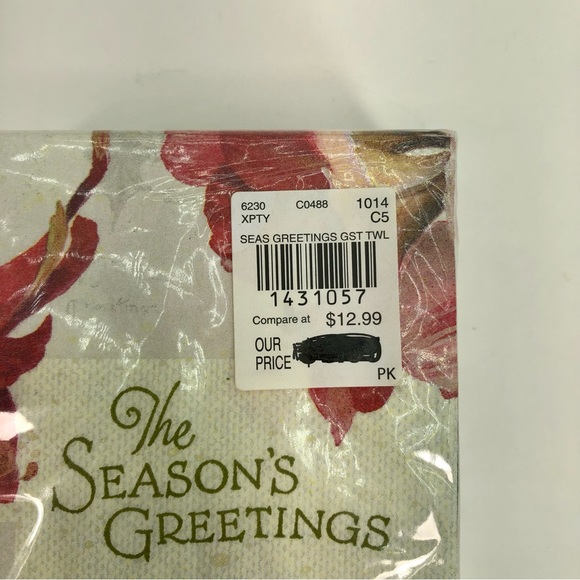 6230 C0488 1014
XPTY C5
SEAS GREETINGS GST TWL
1431057
Compare at $12.99
OUR
PRICE
PK
The
SEASON'S
GREETINGS